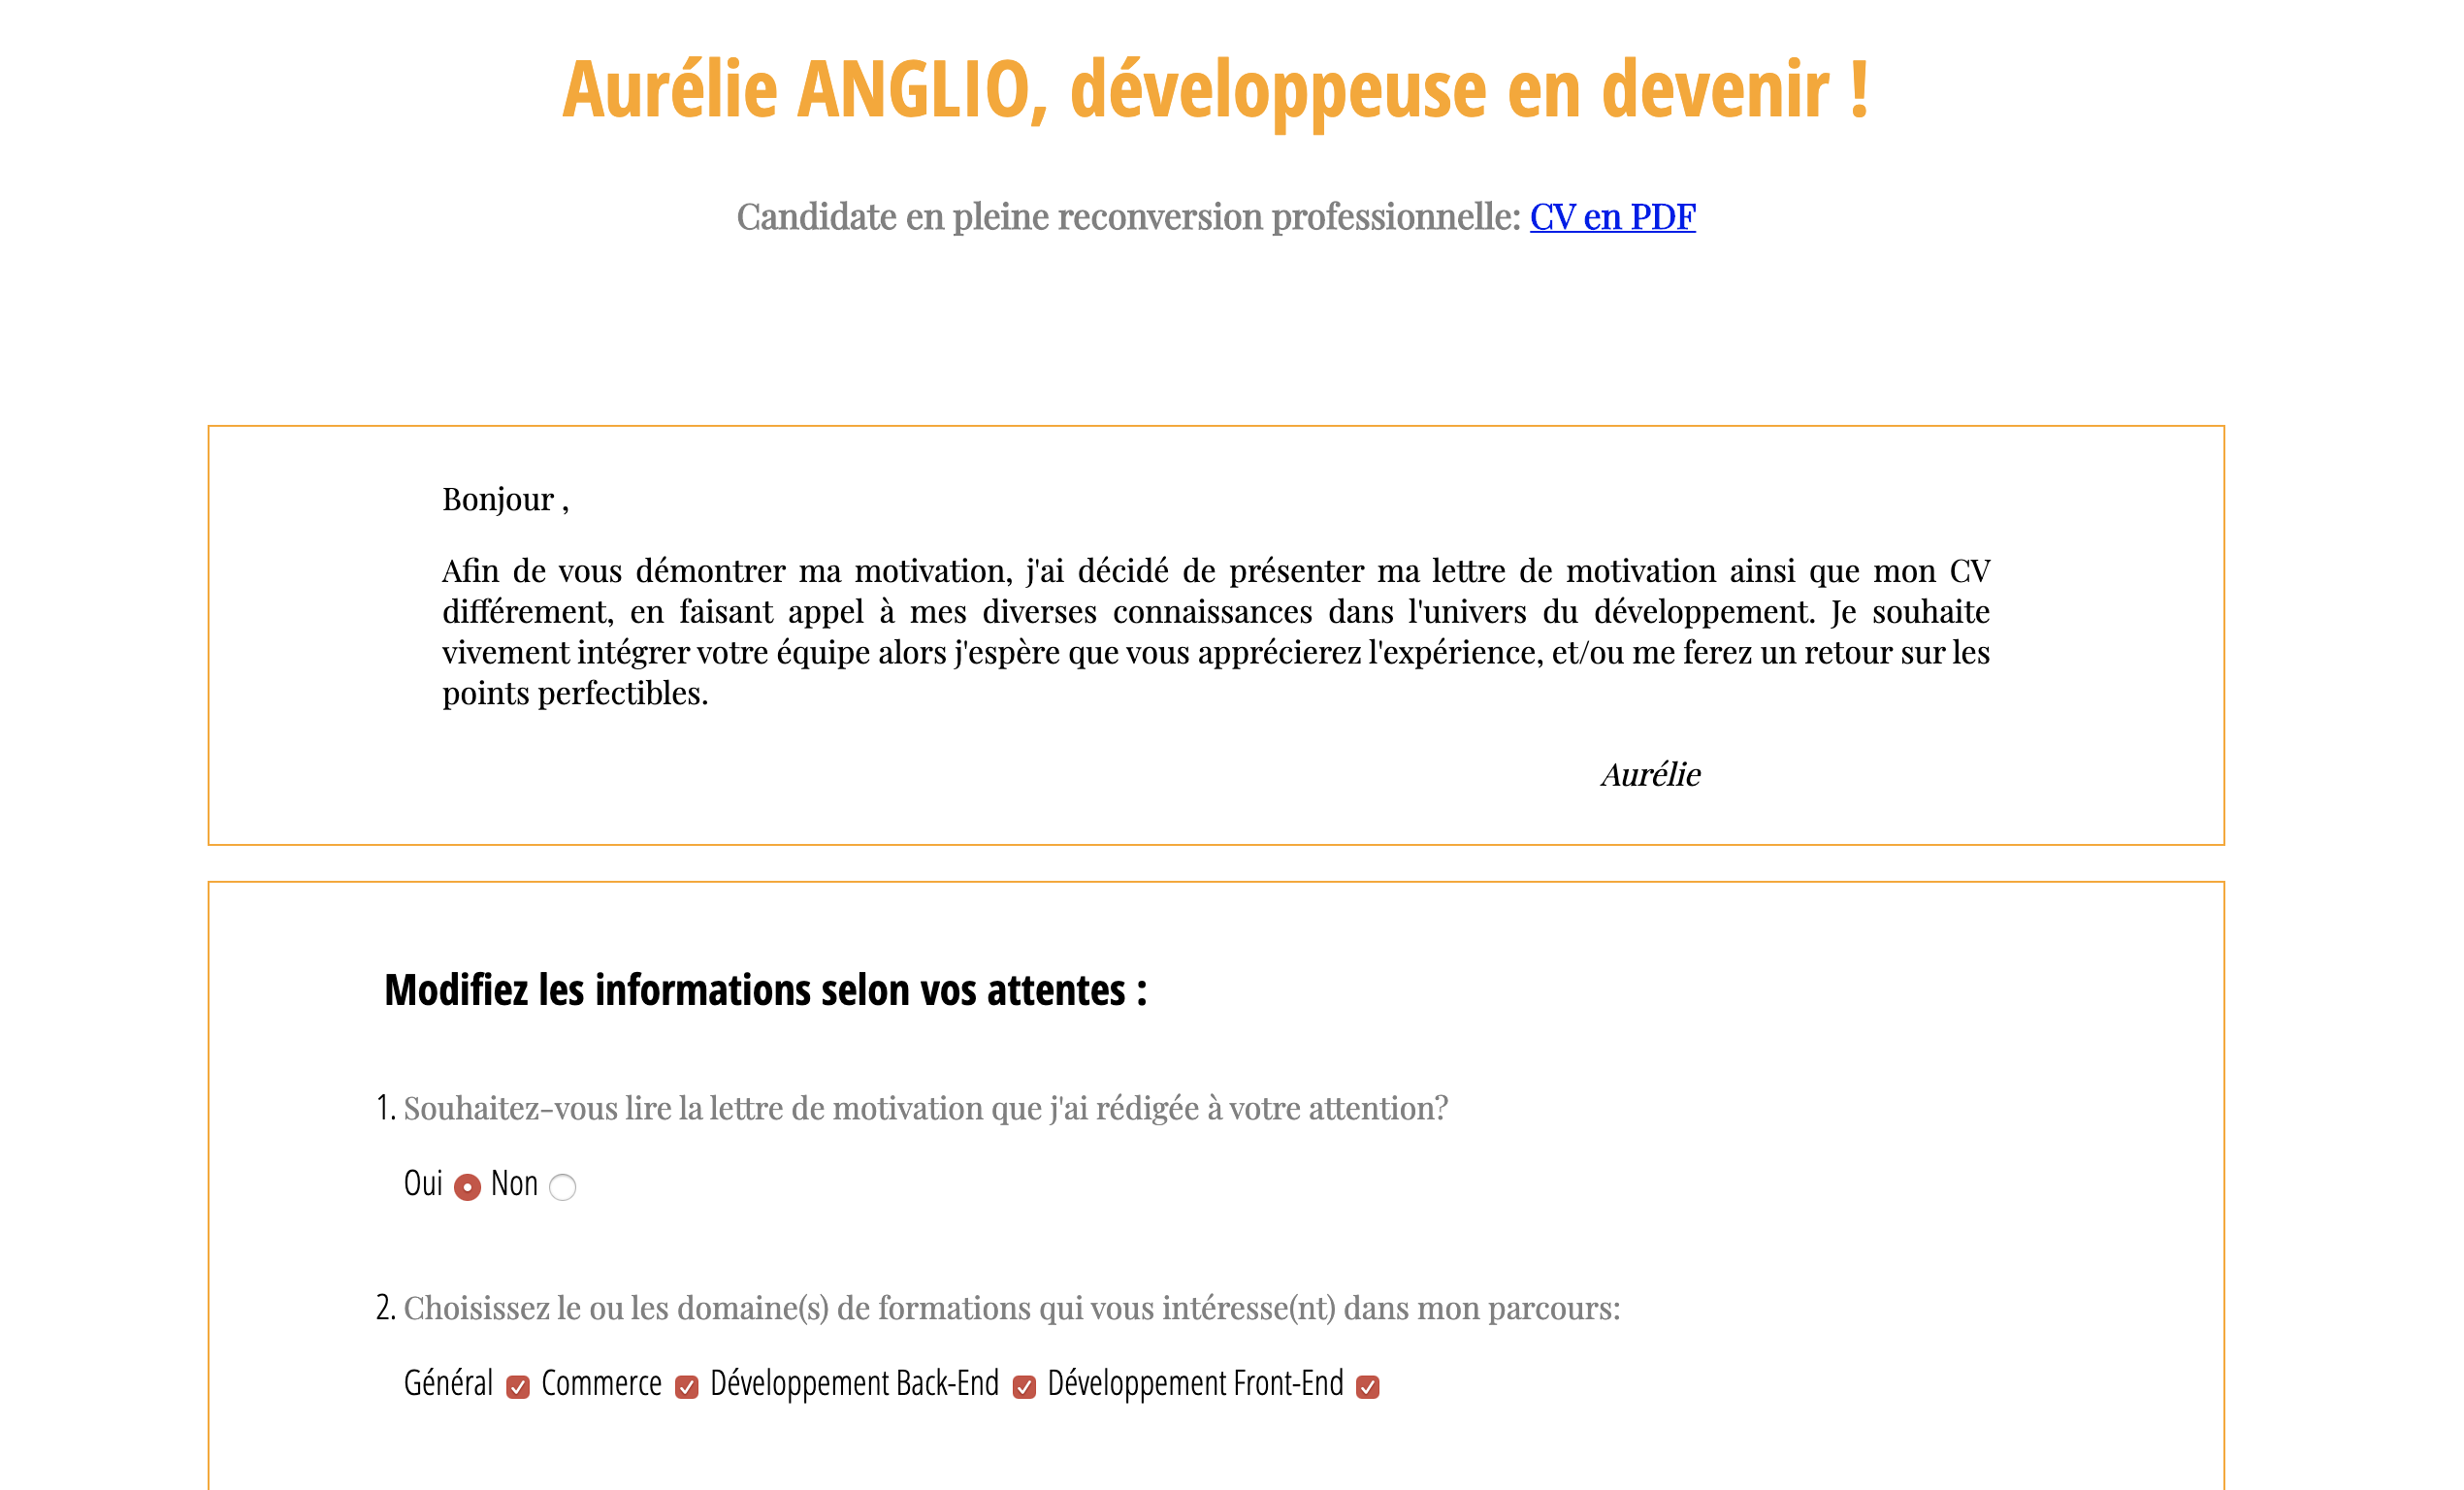 Aurélie ANGLIO, développeuse en devenir !
Candidate en pleine reconversion professionnelle: CV en PDF
Bonjour ,
Afin de vous démontrer ma motivation, j'ai décidé de présenter ma lettre de motivation ainsi que mon CV
différement, en faisant appel à mes diverses connaissances dans l'univers du développement. Je souhaite
vivement intégrer votre équipe alors j'espère que vous apprécierez l'expérience, et/ou me ferez un retour sur les
points perfectibles.
Aurélie
Modifiez les informations selon vos attentes :
1. Souhaitez-vous lire la lettre de motivation que j'ai rédigée à votre attention?
Oui Non
2. Choisissez le ou les domaine(s) de formations qui vous intéresse(nt) dans mon parcours:
Général Commerce Développement Back-End Développement Front-End